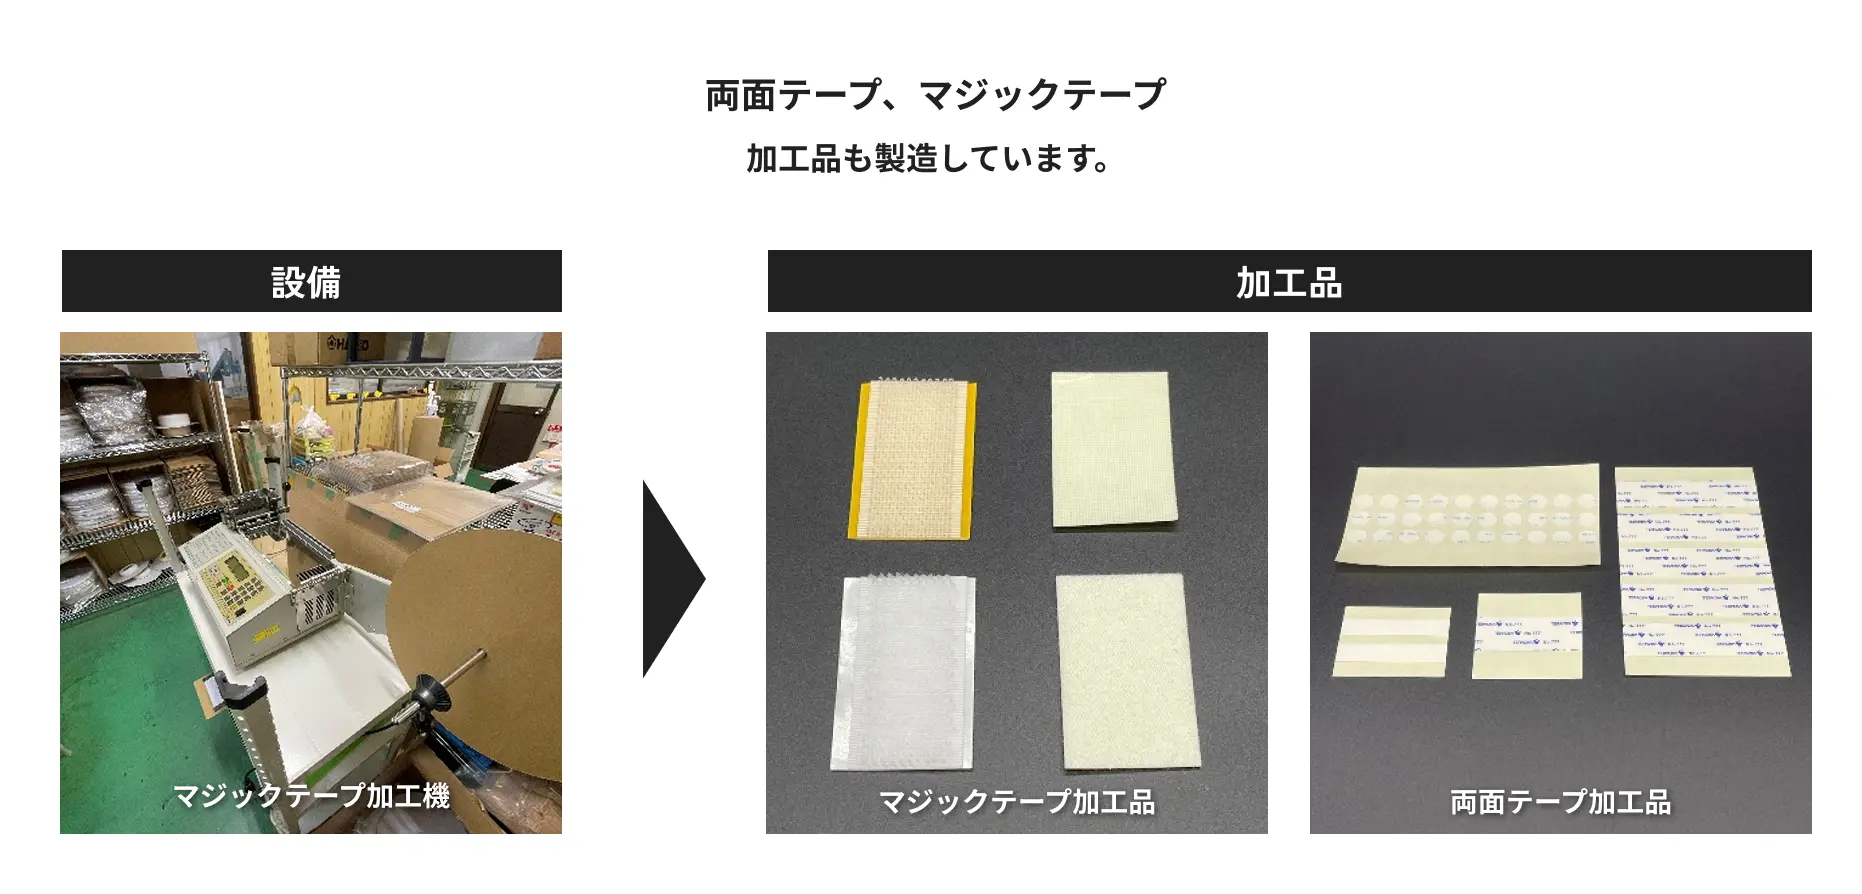 両面テープ、マジックテープ
加工品も製造しています。
設備
加工品
マジックテープ加工機
マジックテープ加工品
両面テープ加工品